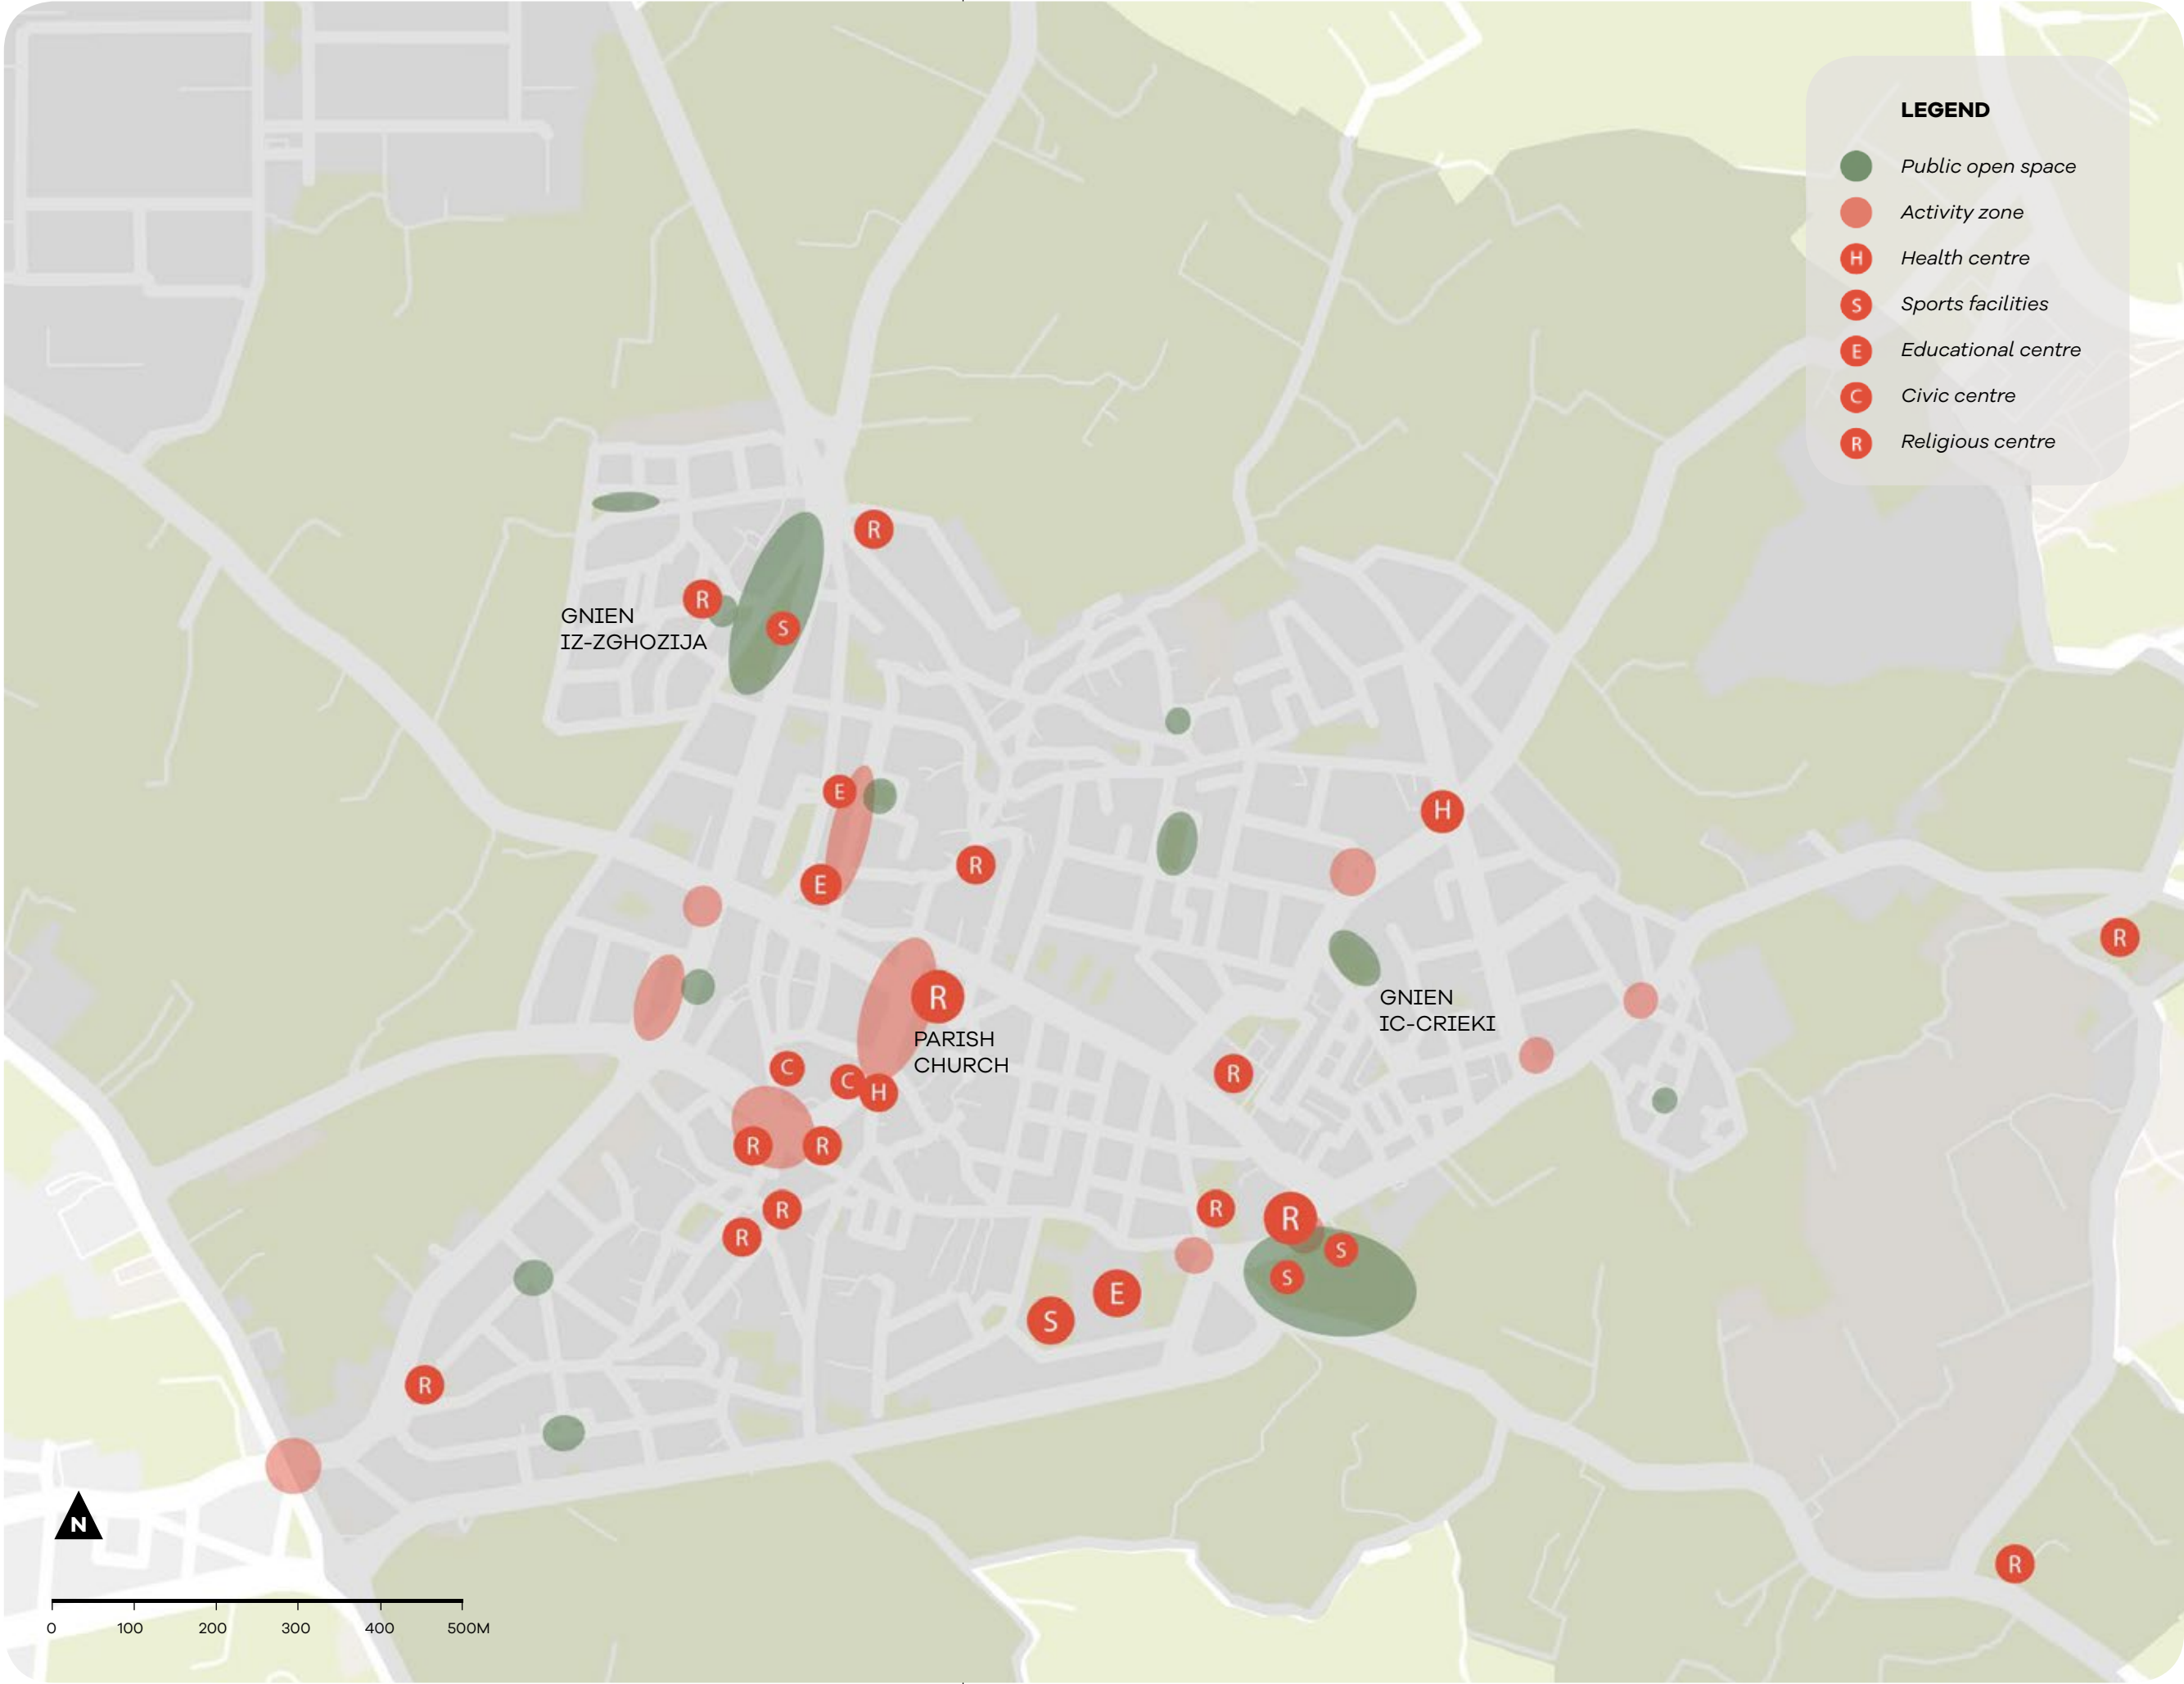 LEGEND
Public open space
Activity zone
H Health centre
S Sports facilities
E Educational centre
C Civic centre
R Religious centre
R
R
S
GNIEN
IZ-ZGHOZIJA
E
H
R
E
R
R
GNIEN
IC-CRIEKI
PARISH
CHURCH
C
C
H
R
R
R
R
R
R
R
S
S
E
S
R
N
R
0 100 200 300 400 500M